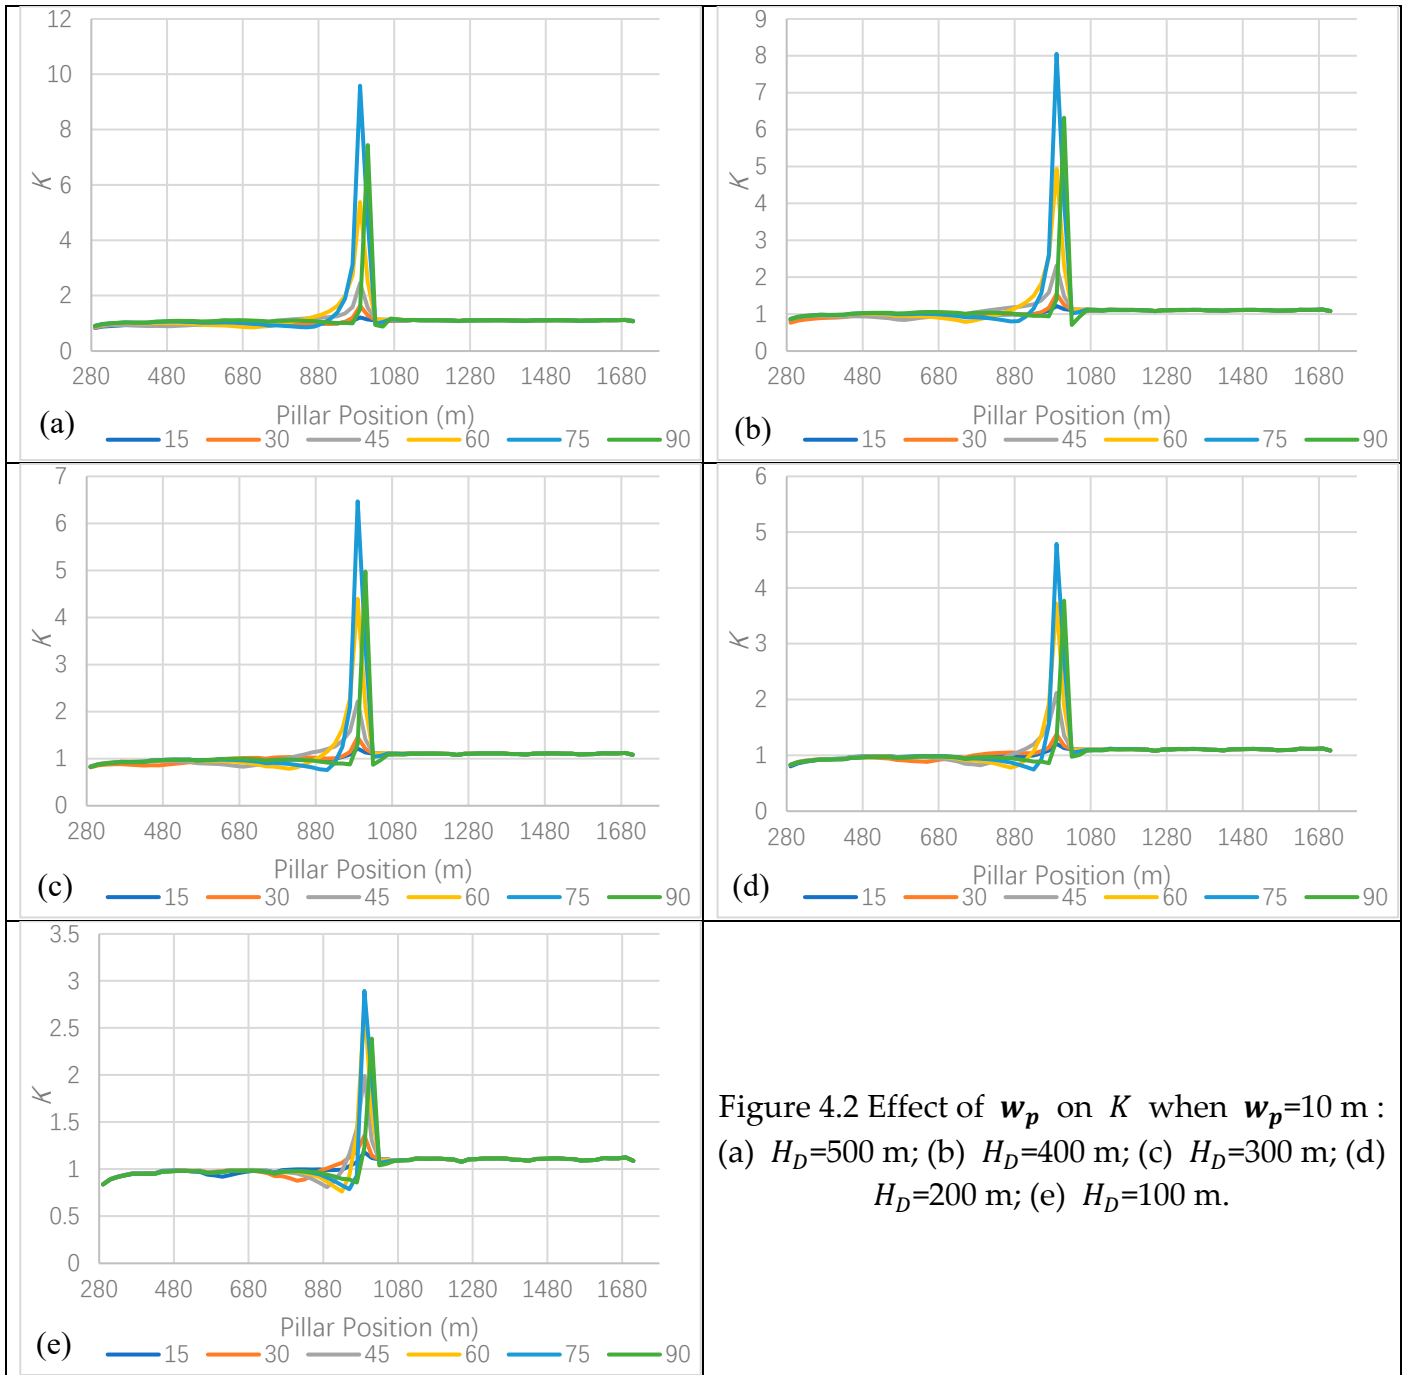 12
10
8
6
4
2
0
K
280 480 680 880 1080 1280 1480 1680
Pillar Position (m)
(a)
15 30 45 60 75 90
9
8
7
6
5
4
3
2
1
0
K
280 480 680 880 1080 1280 1480 1680
Pillar Position (m)
(b)
15 30 45 60 75 90
7
6
5
4
3
2
1
0
K
280 480 680 880 1080 1280 1480 1680
Pillar Position (m)
(c)
15 30 45 60 75 90
6
5
4
3
2
1
0
K
280 480 680 880 1080 1280 1480 1680
Pillar Position (m)
(d)
15 30 45 60 75 90
3.5
3
2.5
2
1.5
1
0.5
0
K
280 480 680 880 1080 1280 1480 1680
Pillar Position (m)
(e)
15 30 45 60 75 90
Figure 4.2 Effect of w_p on K when w_p=10 m :
(a) H_D=500 m; (b) H_D=400 m; (c) H_D=300 m; (d)
H_D=200 m; (e) H_D=100 m.